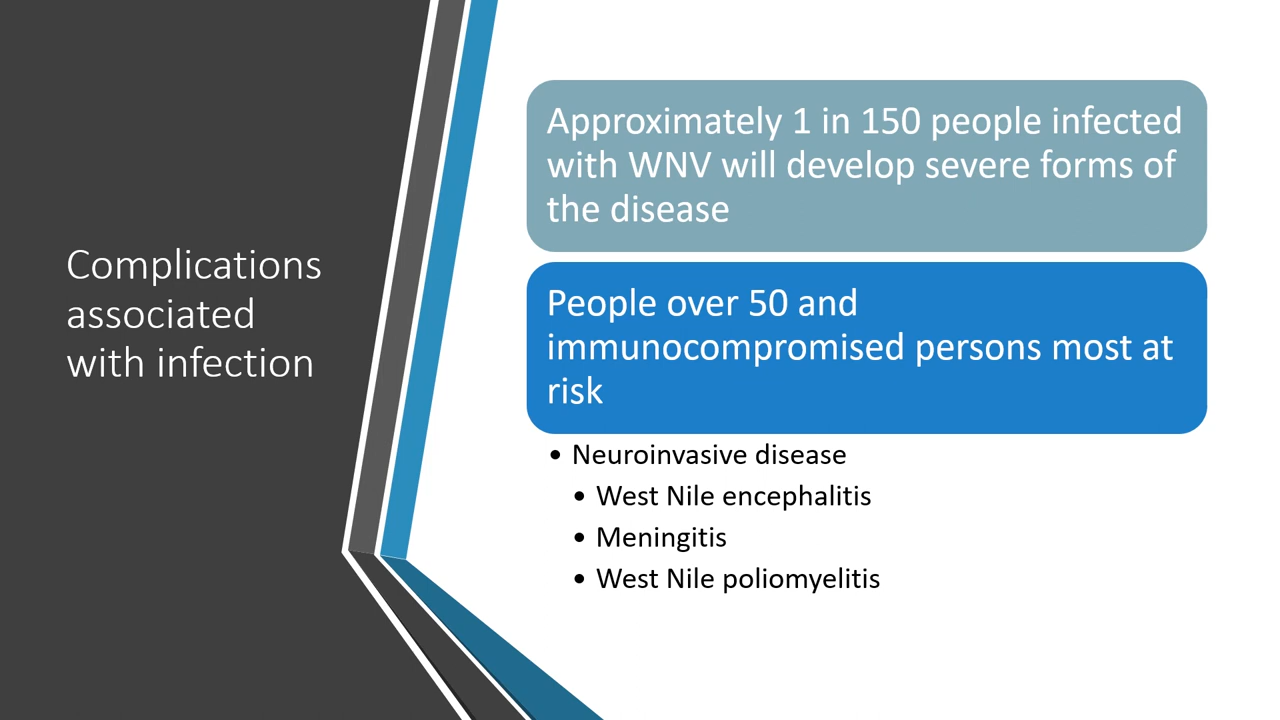 Complications
associated
with infection
Approximately 1 in 150 people infected
with WNV will develop severe forms of
the disease
People over 50 and
immunocompromised persons most at
risk
• Neuroinvasive disease
• West Nile encephalitis
• Meningitis
• West Nile poliomyelitis